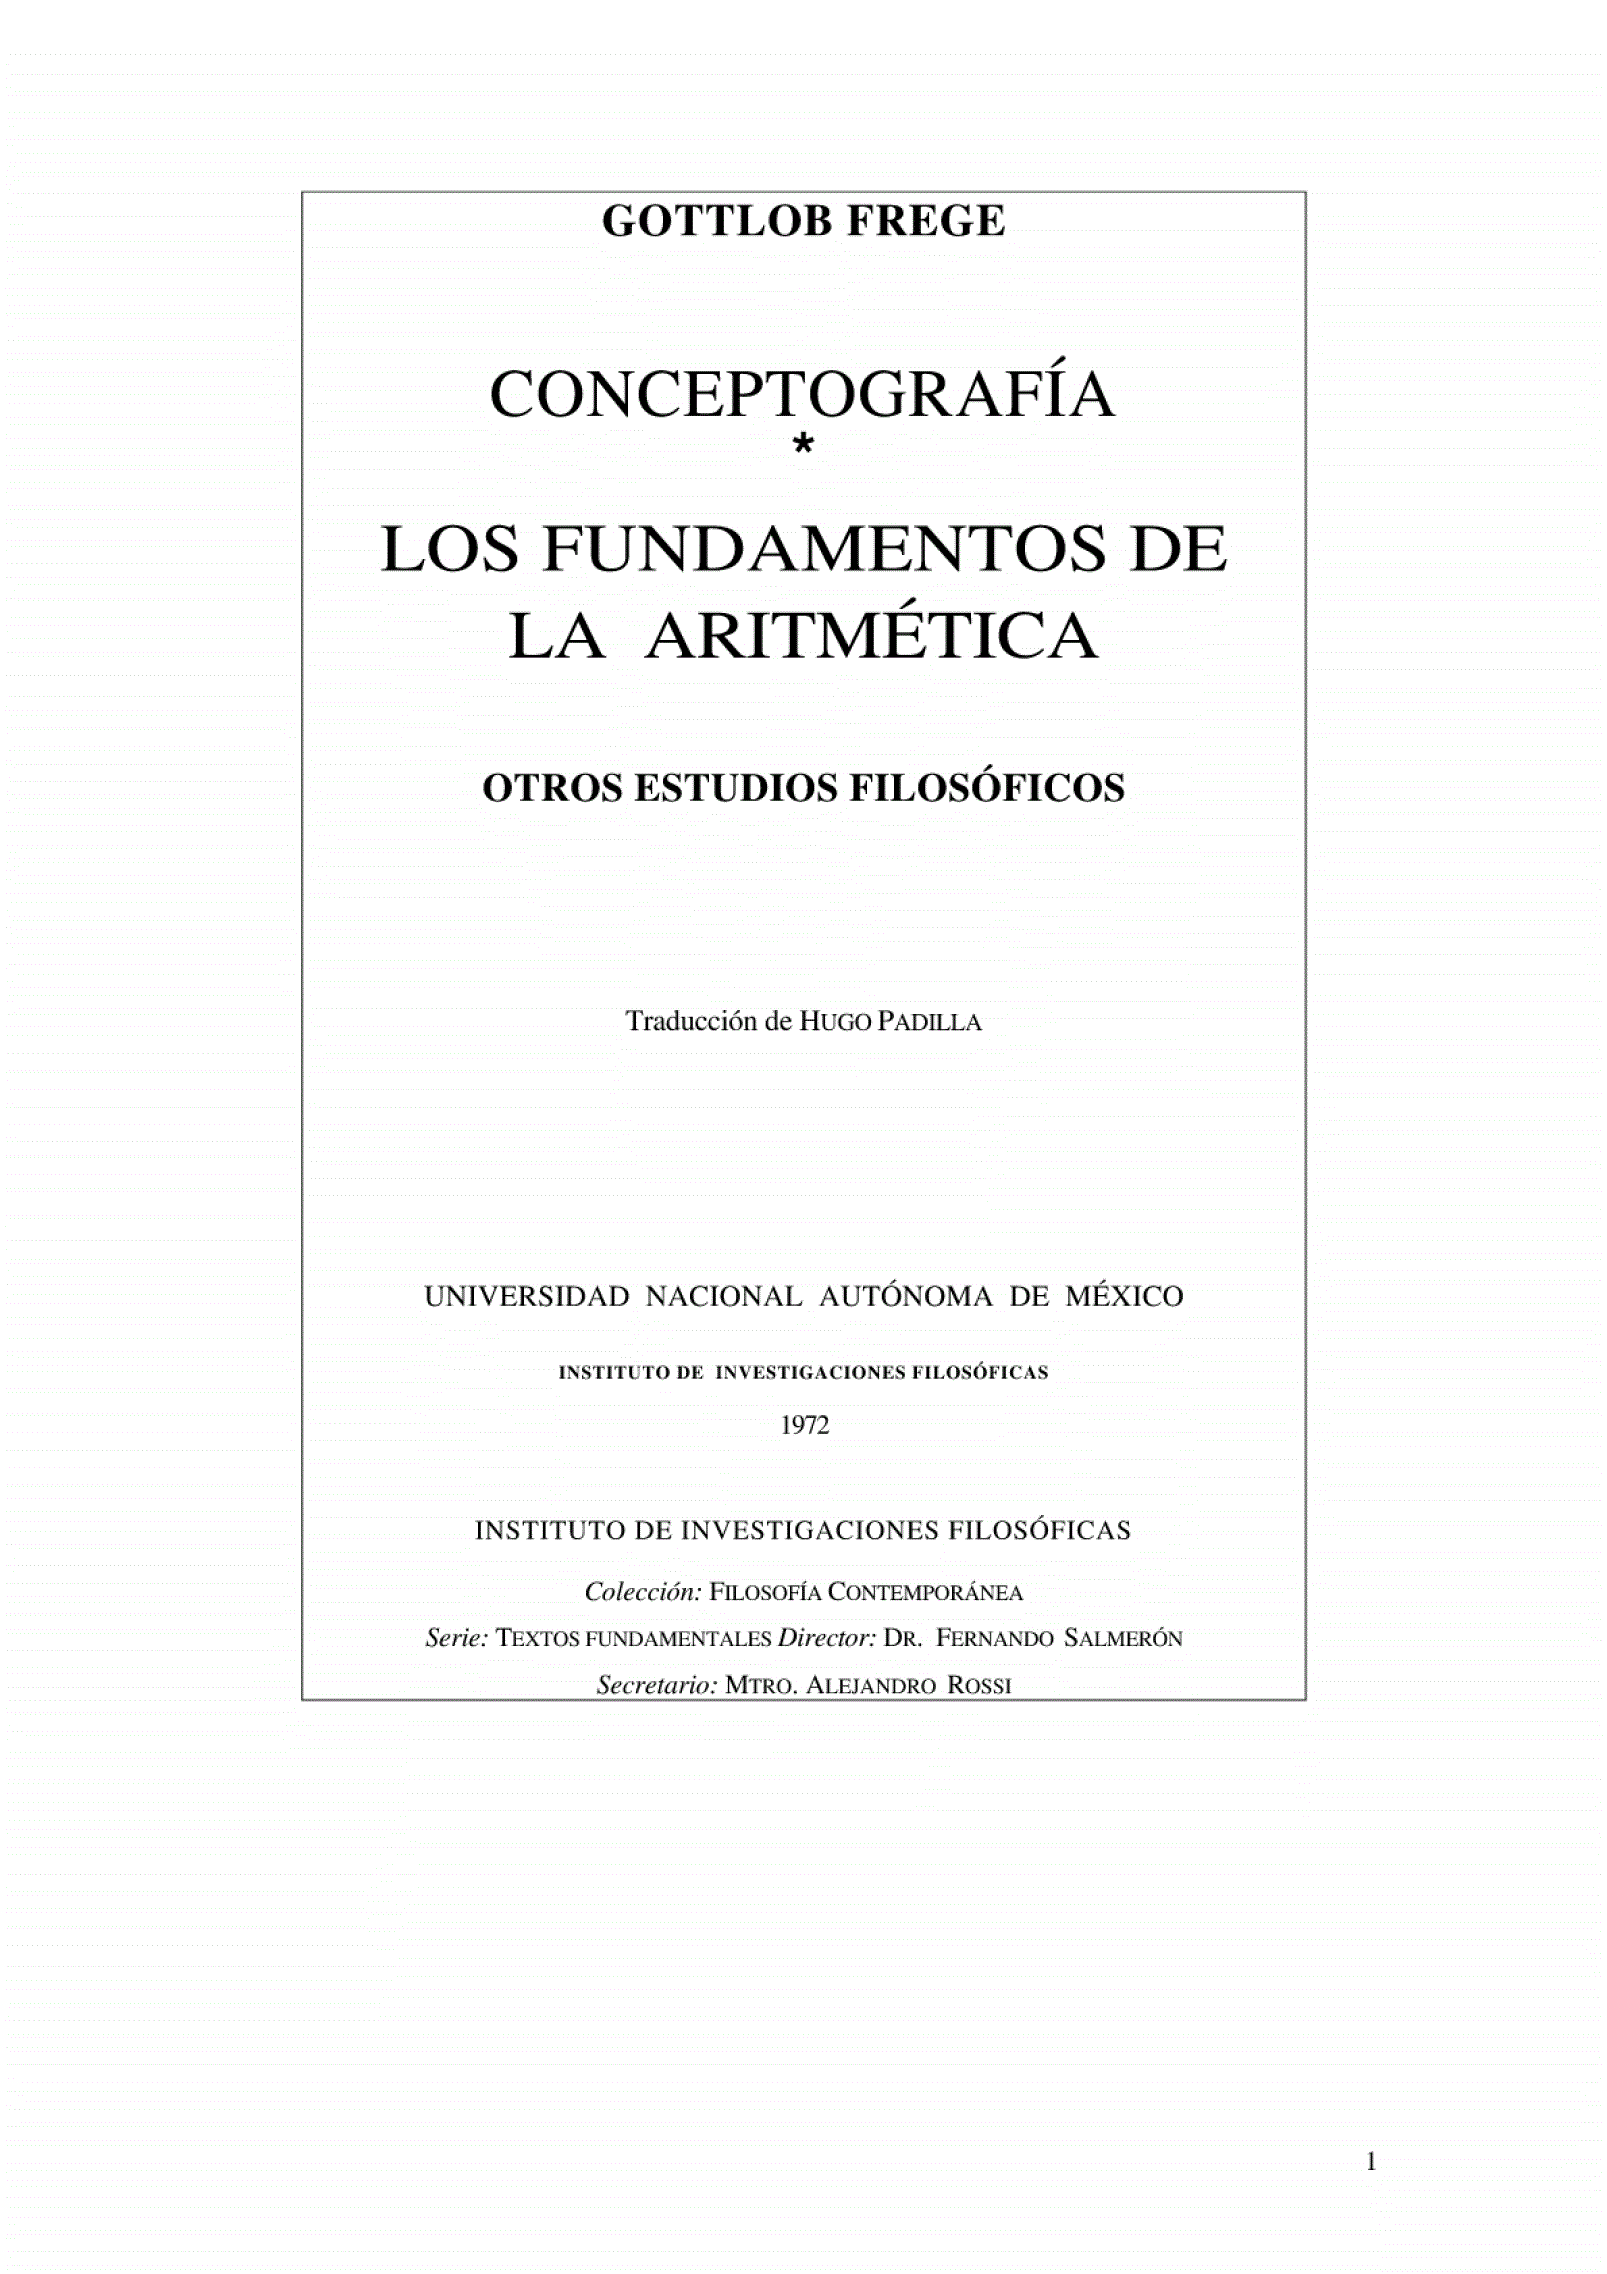 GOTTLOB FREGE
CONCEPTOGRAFÍA
*
LOS FUNDAMENTOS DE
LA ARITMÉTICA
OTROS ESTUDIOS FILOSÓFICOS
Traducción de HUGO PADILLA
UNIVERSIDAD NACIONAL AUTÓNOMA DE MÉXICO
INSTITUTO DE INVESTIGACIONES FILOSÓFICAS
1972
INSTITUTO DE INVESTIGACIONES FILOSÓFICAS
Colección: FILOSOFÍA CONTEMPORÁNEA
Serie: TEXTOS FUNDAMENTALES Director: DR. FERNANDO SALMERÓN
Secretario: MTRO. ALEJANDRO ROSSI
1